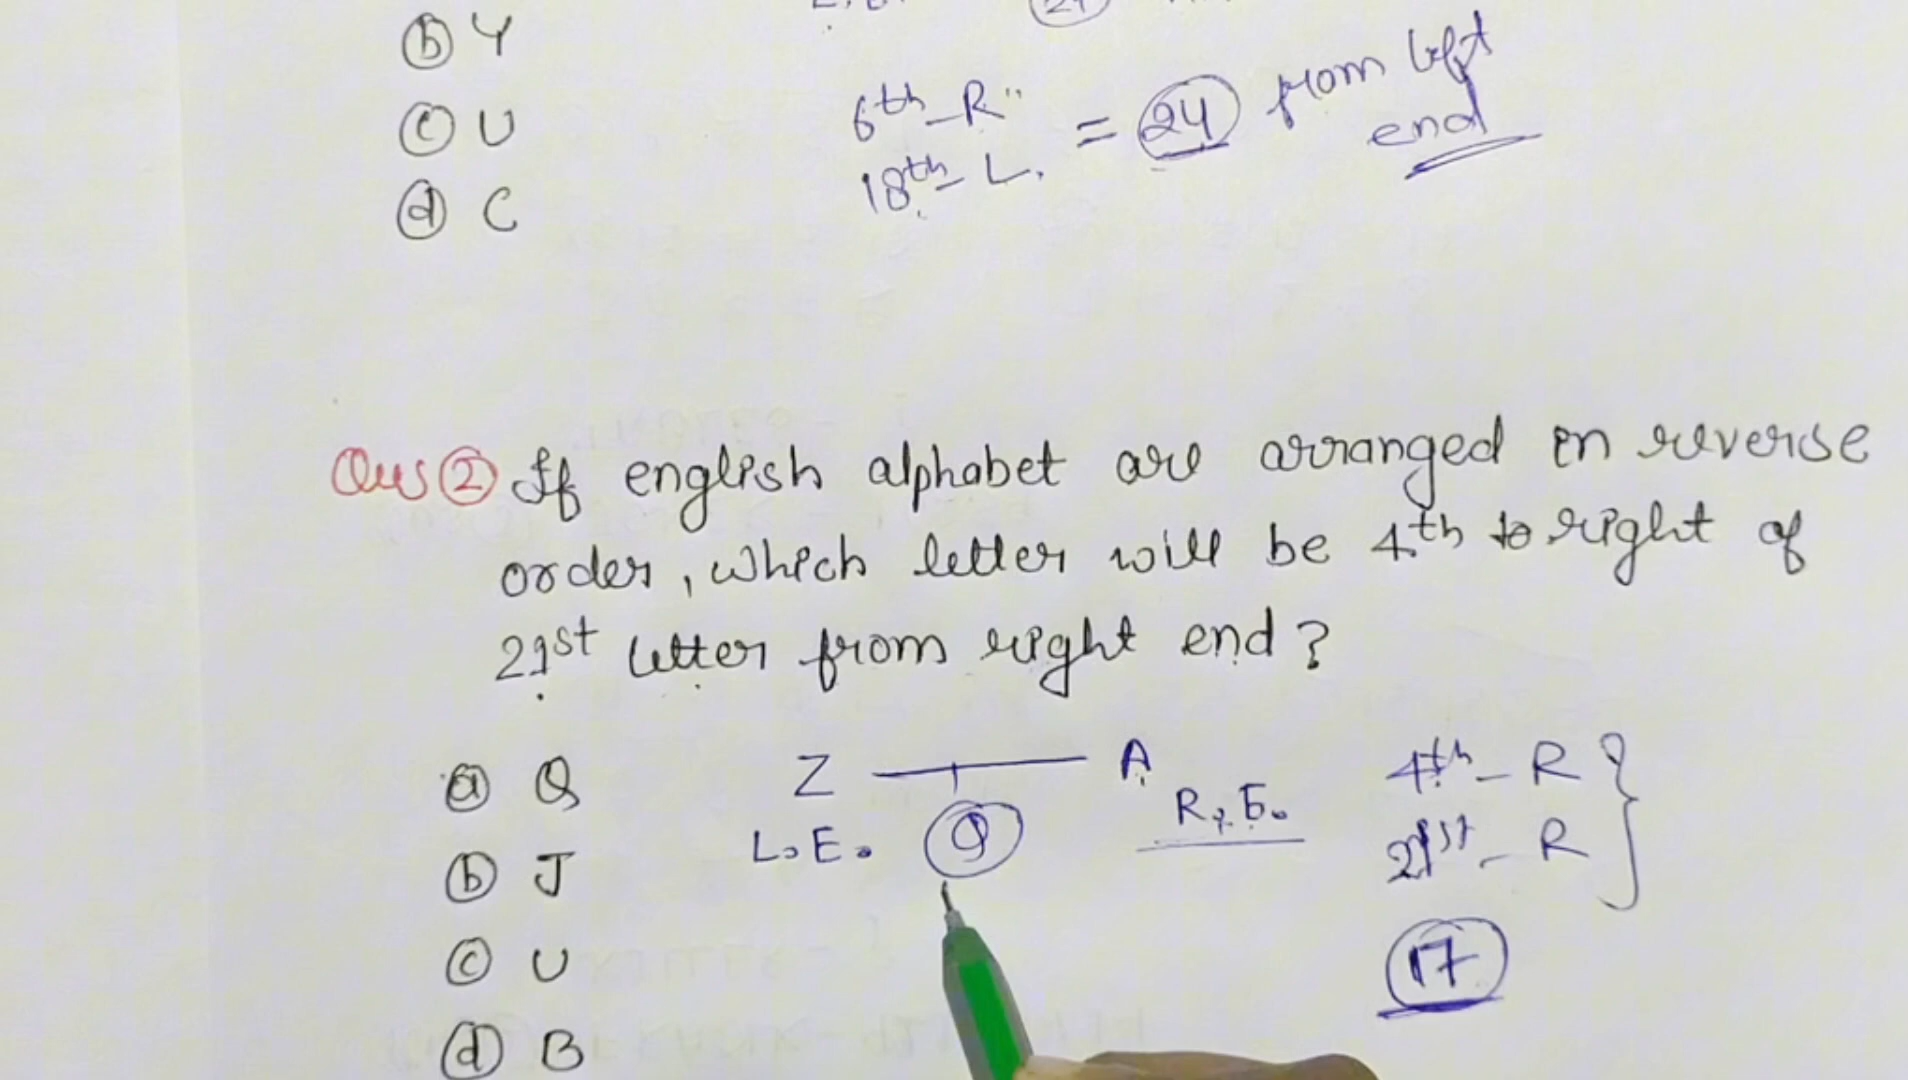 (b) Y
(c) U
(d) C
6th - R
18th - L.
= 24 from left
end
Ques (2) If english alphabet are arranged in reverse
order, which letter will be 4th to right of
21st letter from right end?
(a) Q
(b) J
(c) U
(d) B
Z A
L.E. Q R.E.
4th - R
21st - R
17